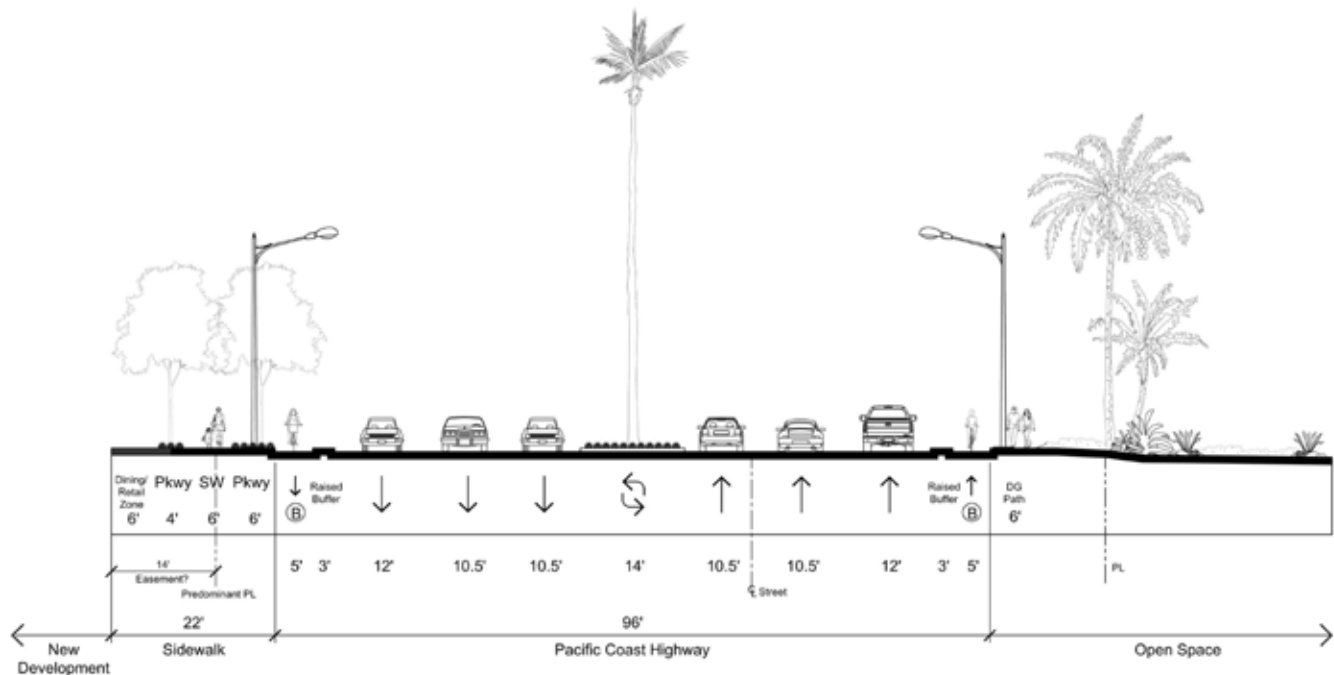 Dining/
Retail
Zone
6'
Pkwy
4'
SW
6'
Pkwy
6'
B
Raised
Buffer
Raised
Buffer
B
DG
Path
6'
14'
Easement?
Predominant PL
5' 3' 12' 10.5' 10.5' 14' 10.5' 10.5' 12' 3' 5'
℄ Street
PL
22'
96'
New
Development
Sidewalk
Pacific Coast Highway
Open Space